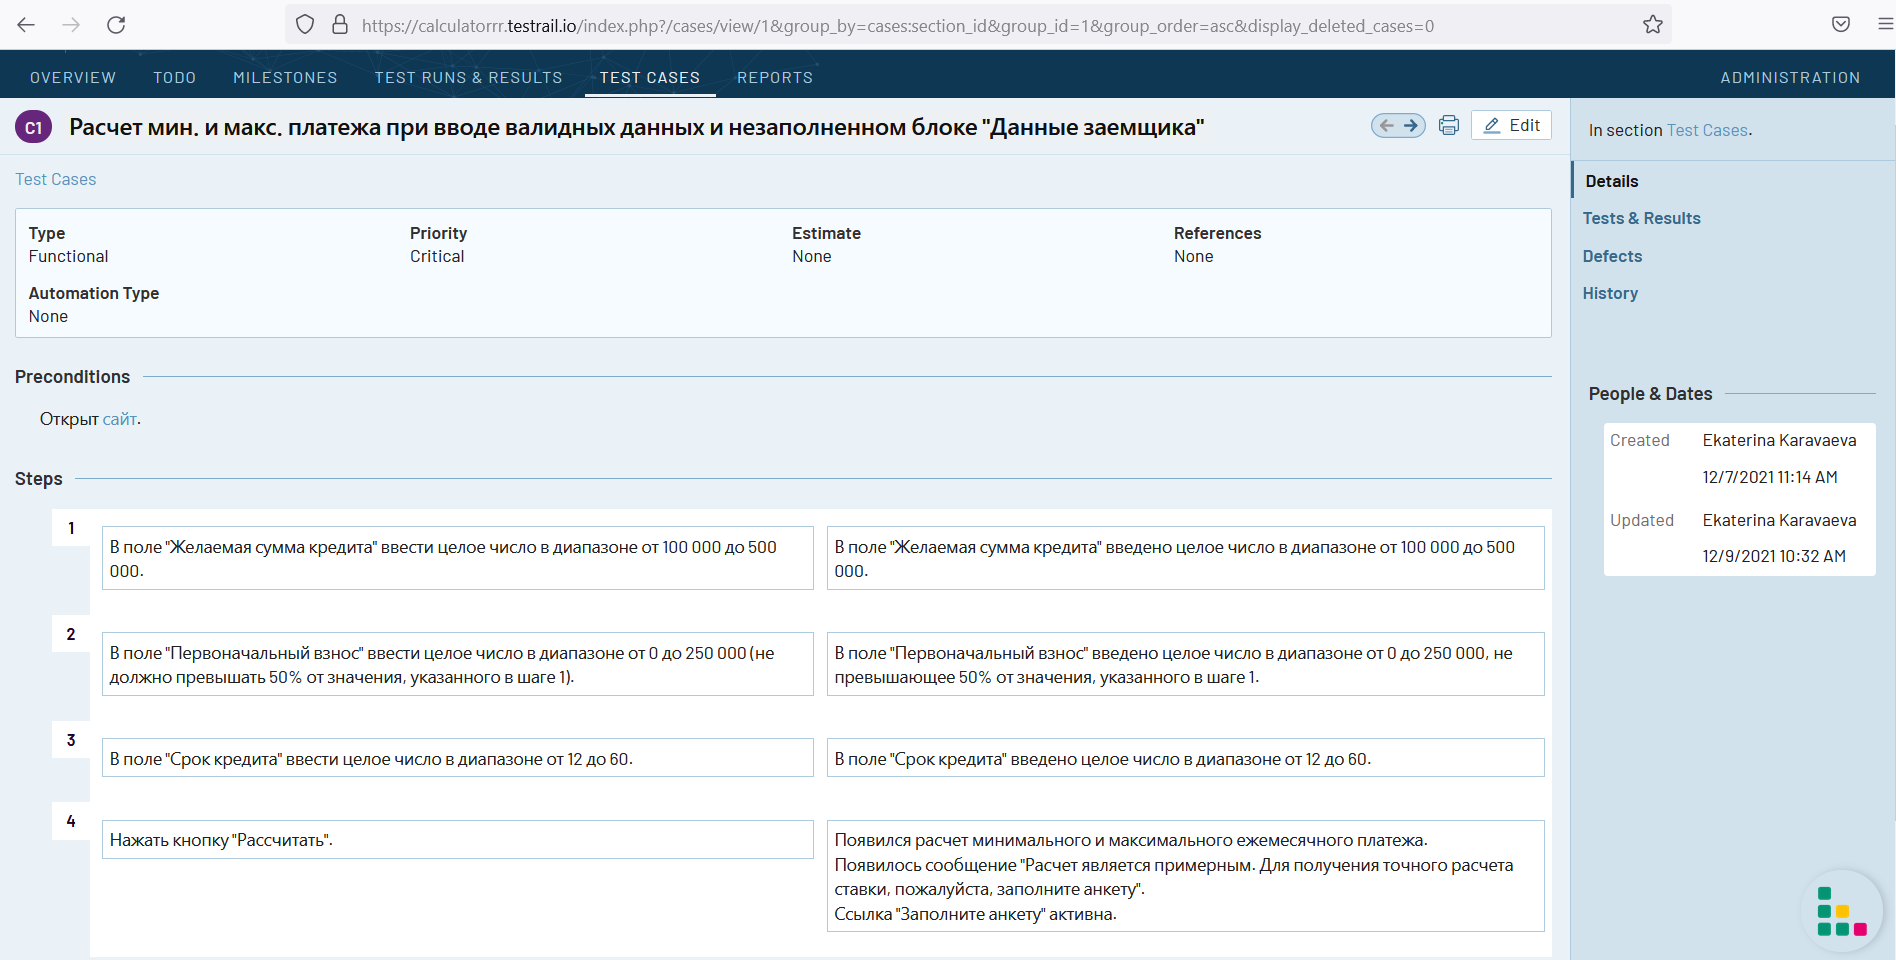 https://calculatorrr.testrail.io/index.php?/cases/view/1&group_by=cases:section_id&group_id=1&group_order=asc&display_deleted_cases=0
OVERVIEW TODO MILESTONES TEST RUNS & RESULTS TEST CASES REPORTS ADMINISTRATION
C1 Расчет мин. и макс. платежа при вводе валидных данных и незаполненном блоке "Данные заемщика"
Edit
In section Test Cases.
Test Cases
Details
Tests & Results
Defects
History
Type Priority Estimate References
Functional Critical None None
Automation Type
None
Preconditions
Открыт сайт.
People & Dates
Created Ekaterina Karavaeva
12/7/2021 11:14 AM
Updated Ekaterina Karavaeva
12/9/2021 10:32 AM
Steps
1
В поле "Желаемая сумма кредита" ввести целое число в диапазоне от 100 000 до 500
000.
В поле "Желаемая сумма кредита" введено целое число в диапазоне от 100 000 до 500
000.
2
В поле "Первоначальный взнос" ввести целое число в диапазоне от 0 до 250 000 (не
должно превышать 50% от значения, указанного в шаге 1).
В поле "Первоначальный взнос" введено целое число в диапазоне от 0 до 250 000, не
превышающее 50% от значения, указанного в шаге 1.
3
В поле "Срок кредита" ввести целое число в диапазоне от 12 до 60.
В поле "Срок кредита" введено целое число в диапазоне от 12 до 60.
4
Нажать кнопку "Рассчитать".
Появился расчет минимального и максимального ежемесячного платежа.
Появилось сообщение "Расчет является примерным. Для получения точного расчета
ставки, пожалуйста, заполните анкету".
Ссылка "Заполните анкету" активна.